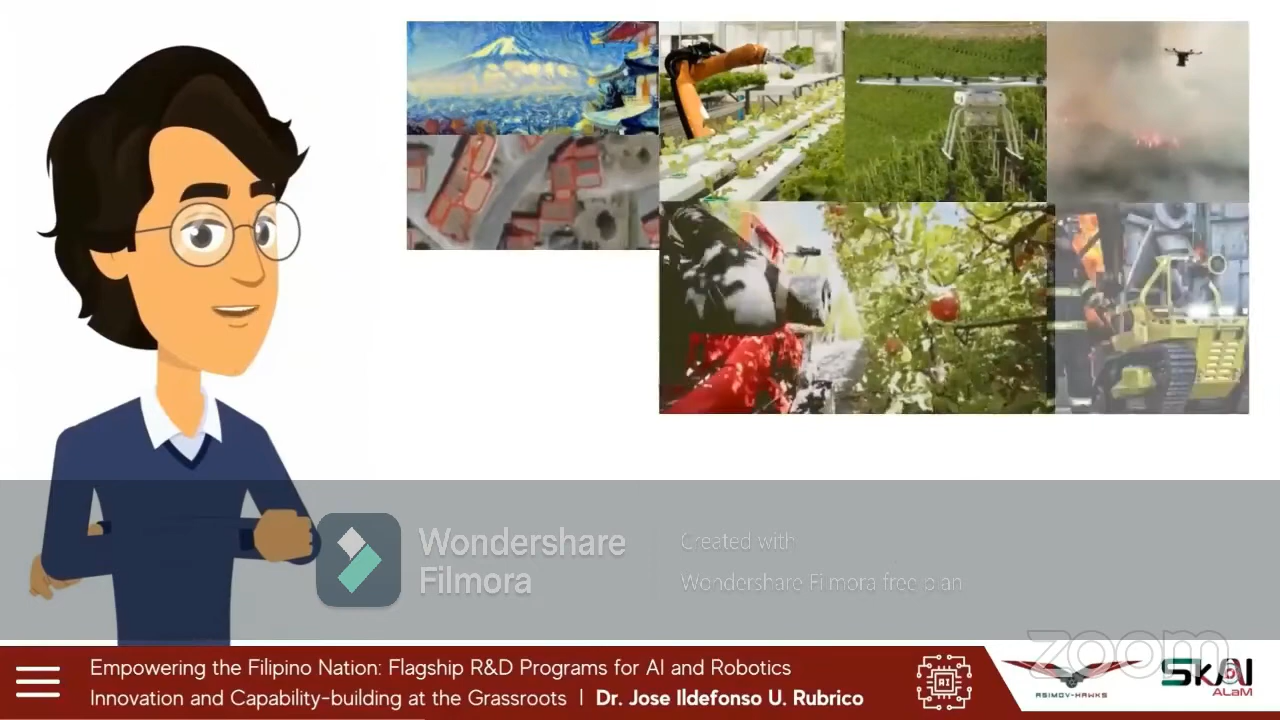 Wondershare
Filmora
Created with
Wondershare Filmora free plan
zoom
Empowering the Filipino Nation: Flagship R&D Programs for AI and Robotics
Innovation and Capability-building at the Grassroots | Dr. Jose Ildefonso U. Rubrico
AI
ASIMOV-HAWKS
SkAI
ALaM